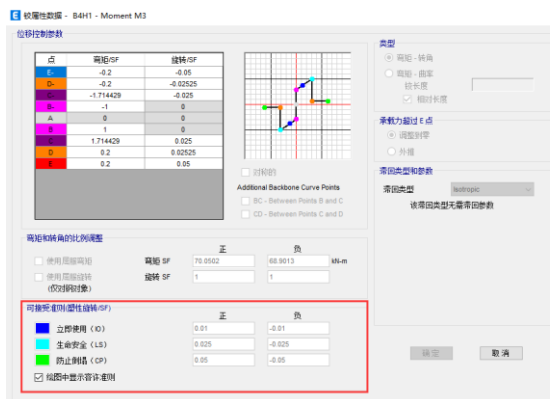 铰属性数据 - B4H1 - Moment M3
位移控制参数
点 弯矩/SF 旋转/SF
E- -0.2 -0.05
D- -0.2 -0.02525
C- -1.714429 -0.025
B- -1 0
A 0 0
B 1 0
C 1.714429 0.025
D 0.2 0.02525
E 0.2 0.05
对称的
Additional Backbone Curve Points
BC - Between Points B and C
CD - Between Points C and D
弯矩和转角的比例调整
正 负
使用屈服弯矩 弯矩 SF 70.0502 68.9013 kN-m
使用屈服旋转 旋转 SF 1 1
(仅对钢对象)
可接受准则(塑性旋转/SF)
正 负
立即使用（IO） 0.01 -0.01
生命安全（LS） 0.025 -0.025
防止倒塌（CP） 0.05 -0.05
绘图中显示容许准则
类型
弯矩 - 转角
弯矩 - 曲率
铰长度
相对长度
承载力超过 E 点
调整到零
外推
滞回类型和参数
滞回类型 Isotropic
该滞回类型无需滞回参数
确定 取消